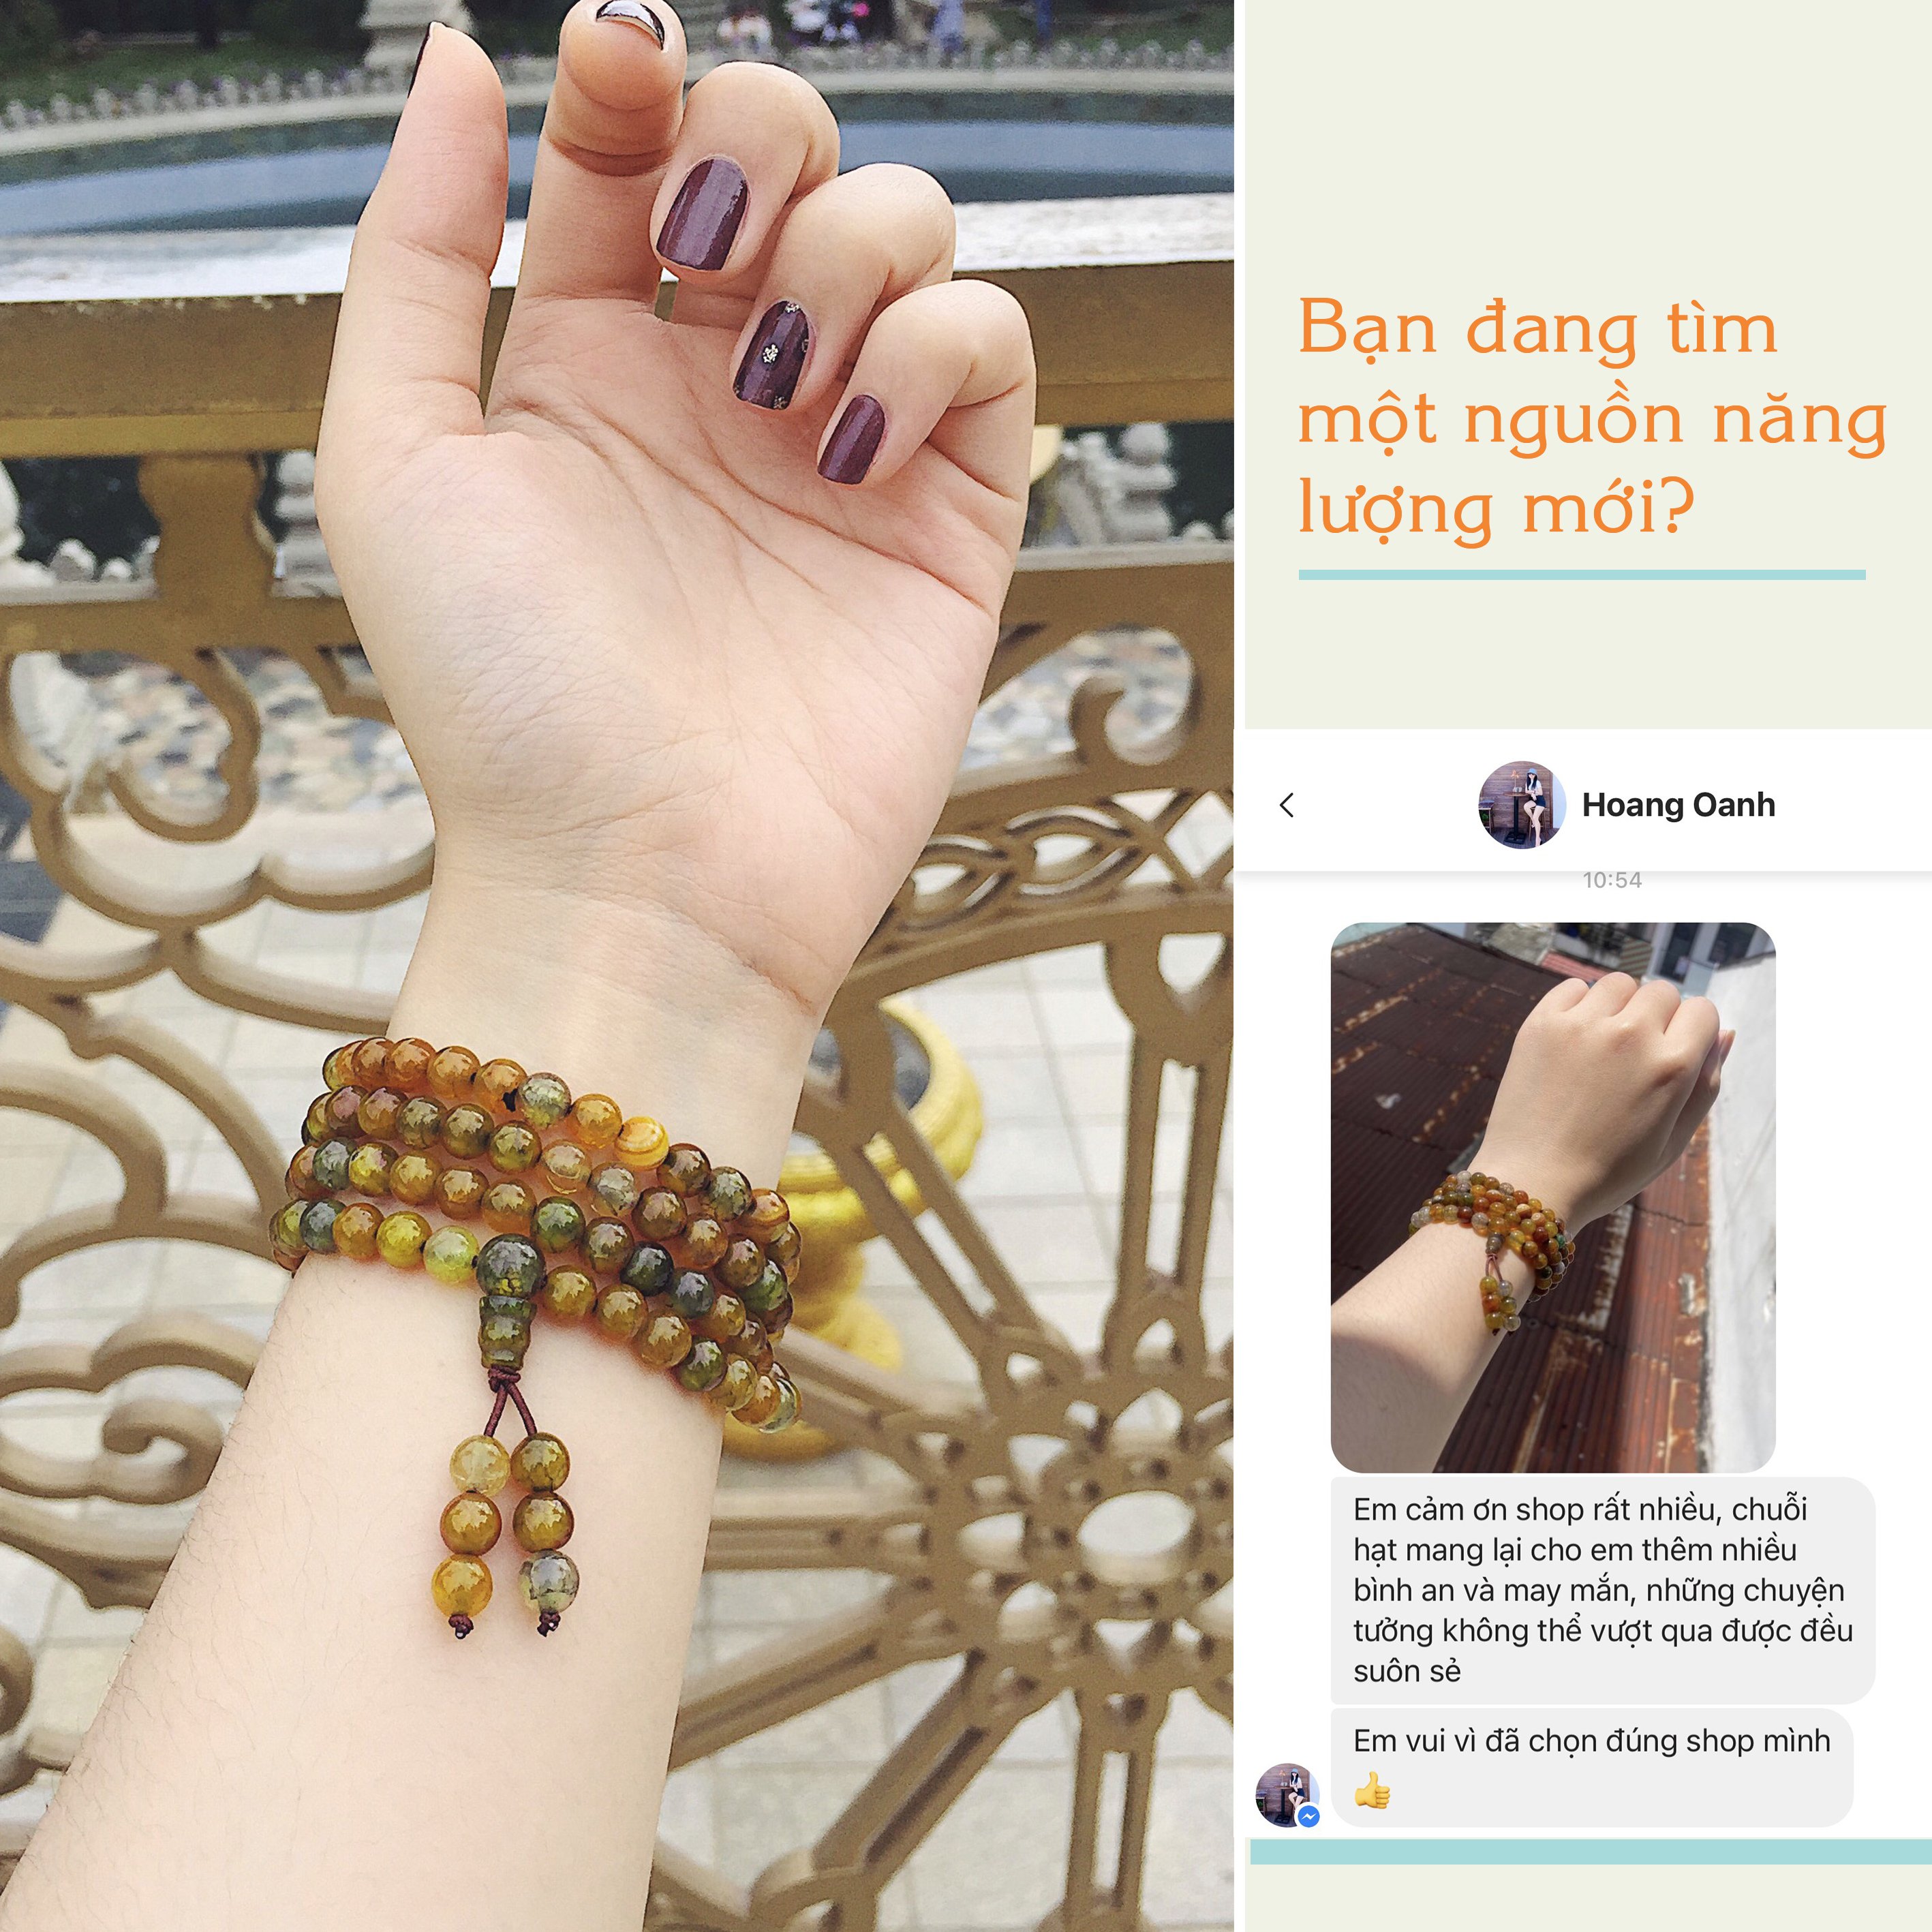 Bạn đang tìm
một nguồn năng
lượng mới?
Hoang Oanh
10:54
Em cảm ơn shop rất nhiều, chuỗi
hạt mang lại cho em thêm nhiều
bình an và may mắn, những chuyện
tưởng không thể vượt qua được đều
suôn sẻ
Em vui vì đã chọn đúng shop mình
👍